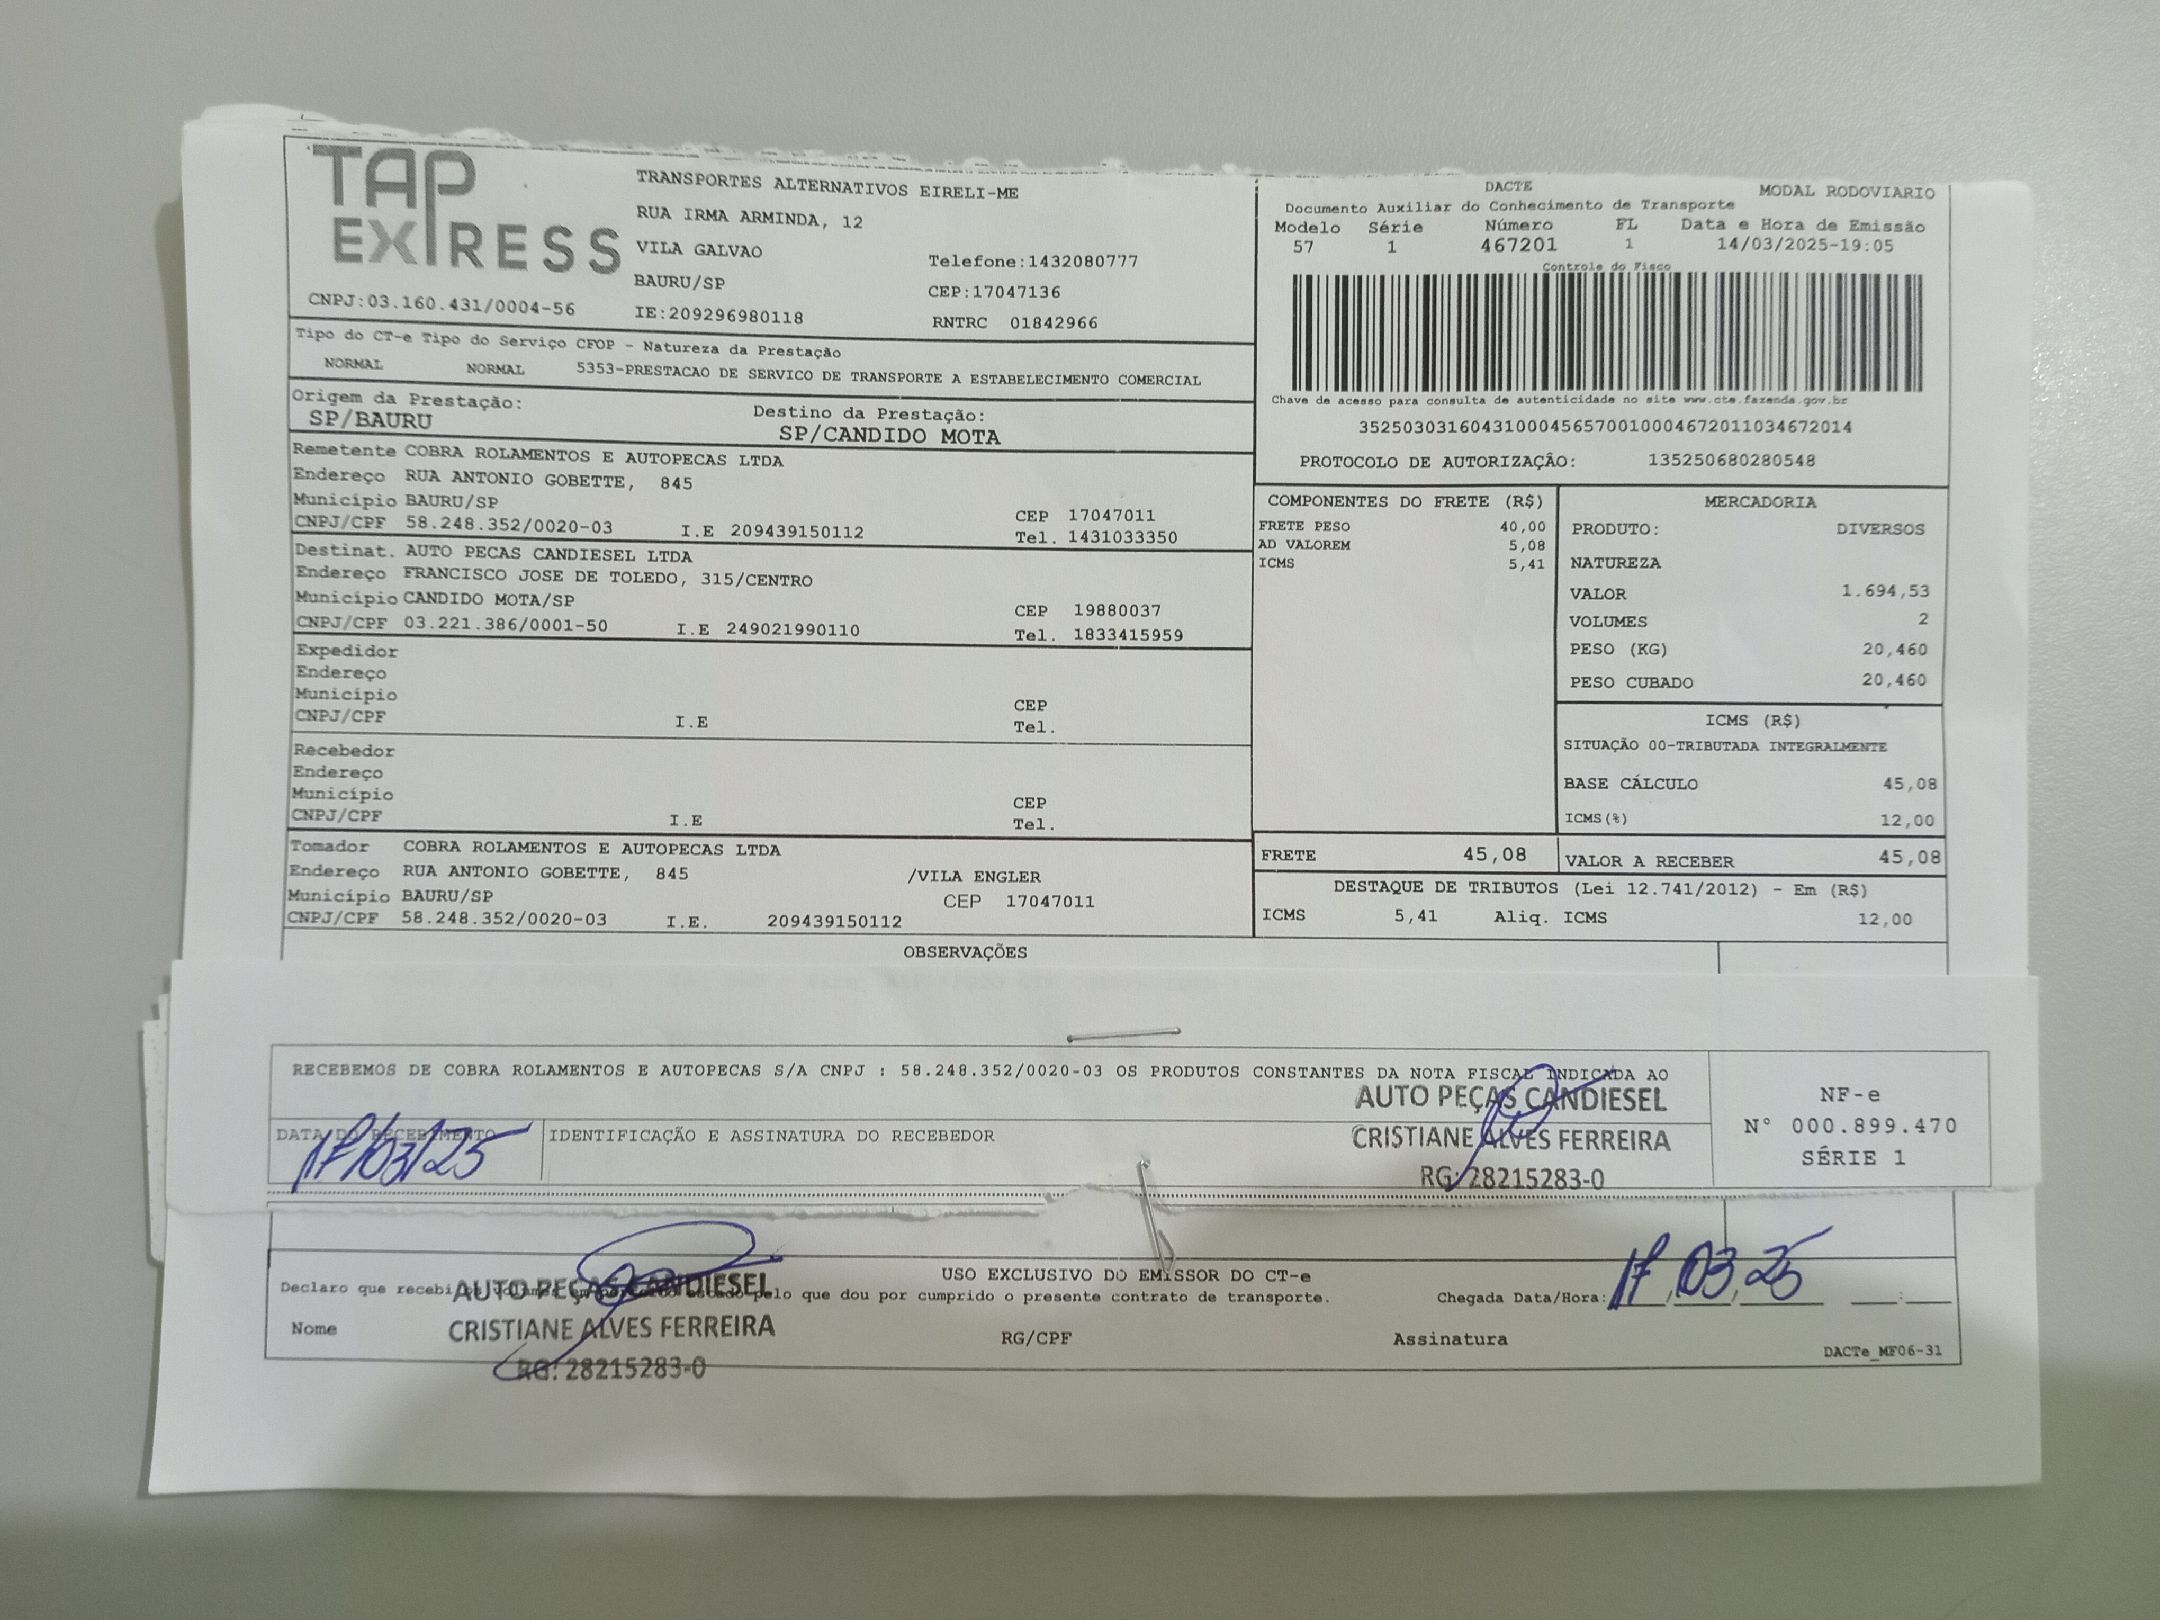 TAP EXPRESS
TRANSPORTES ALTERNATIVOS EIRELI-ME
RUA IRMA ARMINDA, 12
VILA GALVAO
BAURU/SP
Telefone:1432080777
CEP:17047136
CNPJ:03.160.431/0004-56
IE:209296980118
RNTRC 01842966
DACTE
MODAL RODOVIARIO
Documento Auxiliar do Conhecimento de Transporte
Modelo Série Número FL Data e Hora de Emissão
57 1 467201 1 14/03/2025-19:05
Controle do Fisco
Chave de acesso para consulta de autenticidade no site www.cte.fazenda.gov.br
35250303160431000456570010004672011034672014
PROTOCOLO DE AUTORIZAÇÃO: 135250680280548
Tipo do CT-e Tipo do Serviço CFOP - Natureza da Prestação
NORMAL NORMAL 5353-PRESTACAO DE SERVICO DE TRANSPORTE A ESTABELECIMENTO COMERCIAL
Origem da Prestação: Destino da Prestação:
SP/BAURU SP/CANDIDO MOTA
Remetente COBRA ROLAMENTOS E AUTOPECAS LTDA
Endereço RUA ANTONIO GOBETTE, 845
Município BAURU/SP CEP 17047011
CNPJ/CPF 58.248.352/0020-03 I.E 209439150112 Tel. 1431033350
Destinat. AUTO PECAS CANDIESEL LTDA
Endereço FRANCISCO JOSE DE TOLEDO, 315/CENTRO
Município CANDIDO MOTA/SP CEP 19880037
CNPJ/CPF 03.221.386/0001-50 I.E 249021990110 Tel. 1833415959
Expedidor
Endereço
Município CEP
CNPJ/CPF I.E Tel.
Recebedor
Endereço
Município CEP
CNPJ/CPF I.E Tel.
Tomador COBRA ROLAMENTOS E AUTOPECAS LTDA
Endereço RUA ANTONIO GOBETTE, 845 /VILA ENGLER
Município BAURU/SP CEP 17047011
CNPJ/CPF 58.248.352/0020-03 I.E. 209439150112
COMPONENTES DO FRETE (R$)
FRETE PESO 40,00
AD VALOREM 5,08
ICMS 5,41
MERCADORIA
PRODUTO: DIVERSOS
NATUREZA
VALOR 1.694,53
VOLUMES 2
PESO (KG) 20,460
PESO CUBADO 20,460
ICMS (R$)
SITUAÇÃO 00-TRIBUTADA INTEGRALMENTE
BASE CÁLCULO 45,08
ICMS(%) 12,00
FRETE 45,08 VALOR A RECEBER 45,08
DESTAQUE DE TRIBUTOS (Lei 12.741/2012) - Em (R$)
ICMS 5,41 Aliq. ICMS 12,00
OBSERVAÇÕES
RECEBEMOS DE COBRA ROLAMENTOS E AUTOPECAS S/A CNPJ : 58.248.352/0020-03 OS PRODUTOS CONSTANTES DA NOTA FISCAL INDICADA AO
AUTO PEÇAS CANDIESEL
CRISTIANE ALVES FERREIRA
RG: 28215283-0
DATA DO RECEBIMENTO
17/03/25
IDENTIFICAÇÃO E ASSINATURA DO RECEBEDOR
NF-e
N° 000.899.470
SÉRIE 1
USO EXCLUSIVO DO EMISSOR DO CT-e
Declaro que recebi pelo que dou por cumprido o presente contrato de transporte.
Chegada Data/Hora: 17/03/25
AUTO PEÇAS CANDIESEL
CRISTIANE ALVES FERREIRA
RG: 28215283-0
Nome RG/CPF Assinatura
DACTe_MF06-31